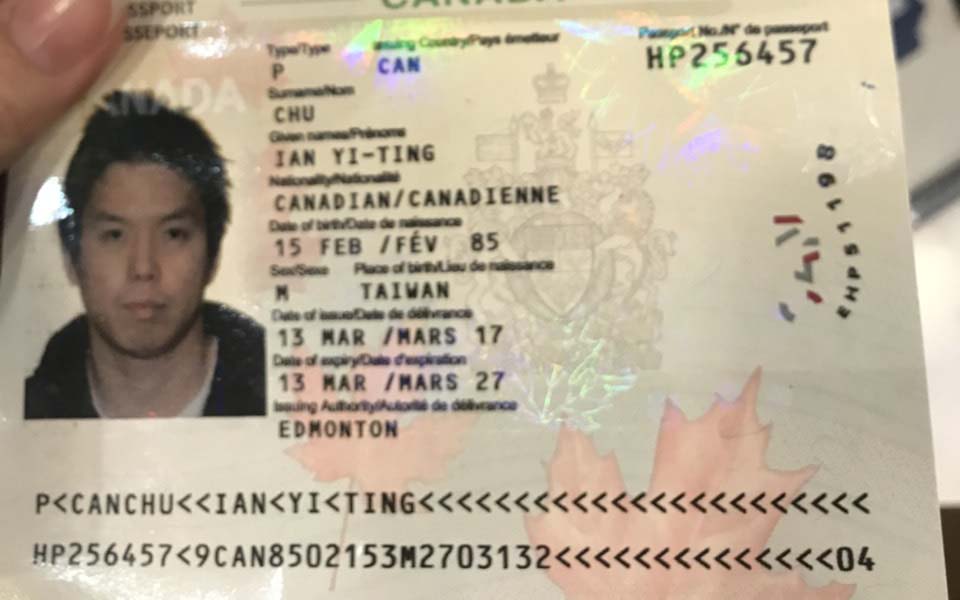 SSPORT
SSEPORT
CANADA
Type/Type Issuing Country/Pays émetteur Passport No./N° de passeport
P CAN HP256457
Surname/Nom
CHU
Given names/Prénoms
IAN YI-TING
Nationality/Nationalité
CANADIAN/CANADIENNE
Date of birth/Date de naissance
15 FEB /FÉV 85
Sex/Sexe Place of birth/Lieu de naissance
M TAIWAN
Date of issue/Date de délivrance
13 MAR /MARS 17
Date of expiry/Date d'expiration
13 MAR /MARS 27
Issuing Authority/Autorité de délivrance
EDMONTON
P<CANCHU<<IAN<YI<TING<<<<<<<<<<<<<<<<<<<<<<<
HP256457<9CAN8502153M2703132<<<<<<<<<<<<<<04